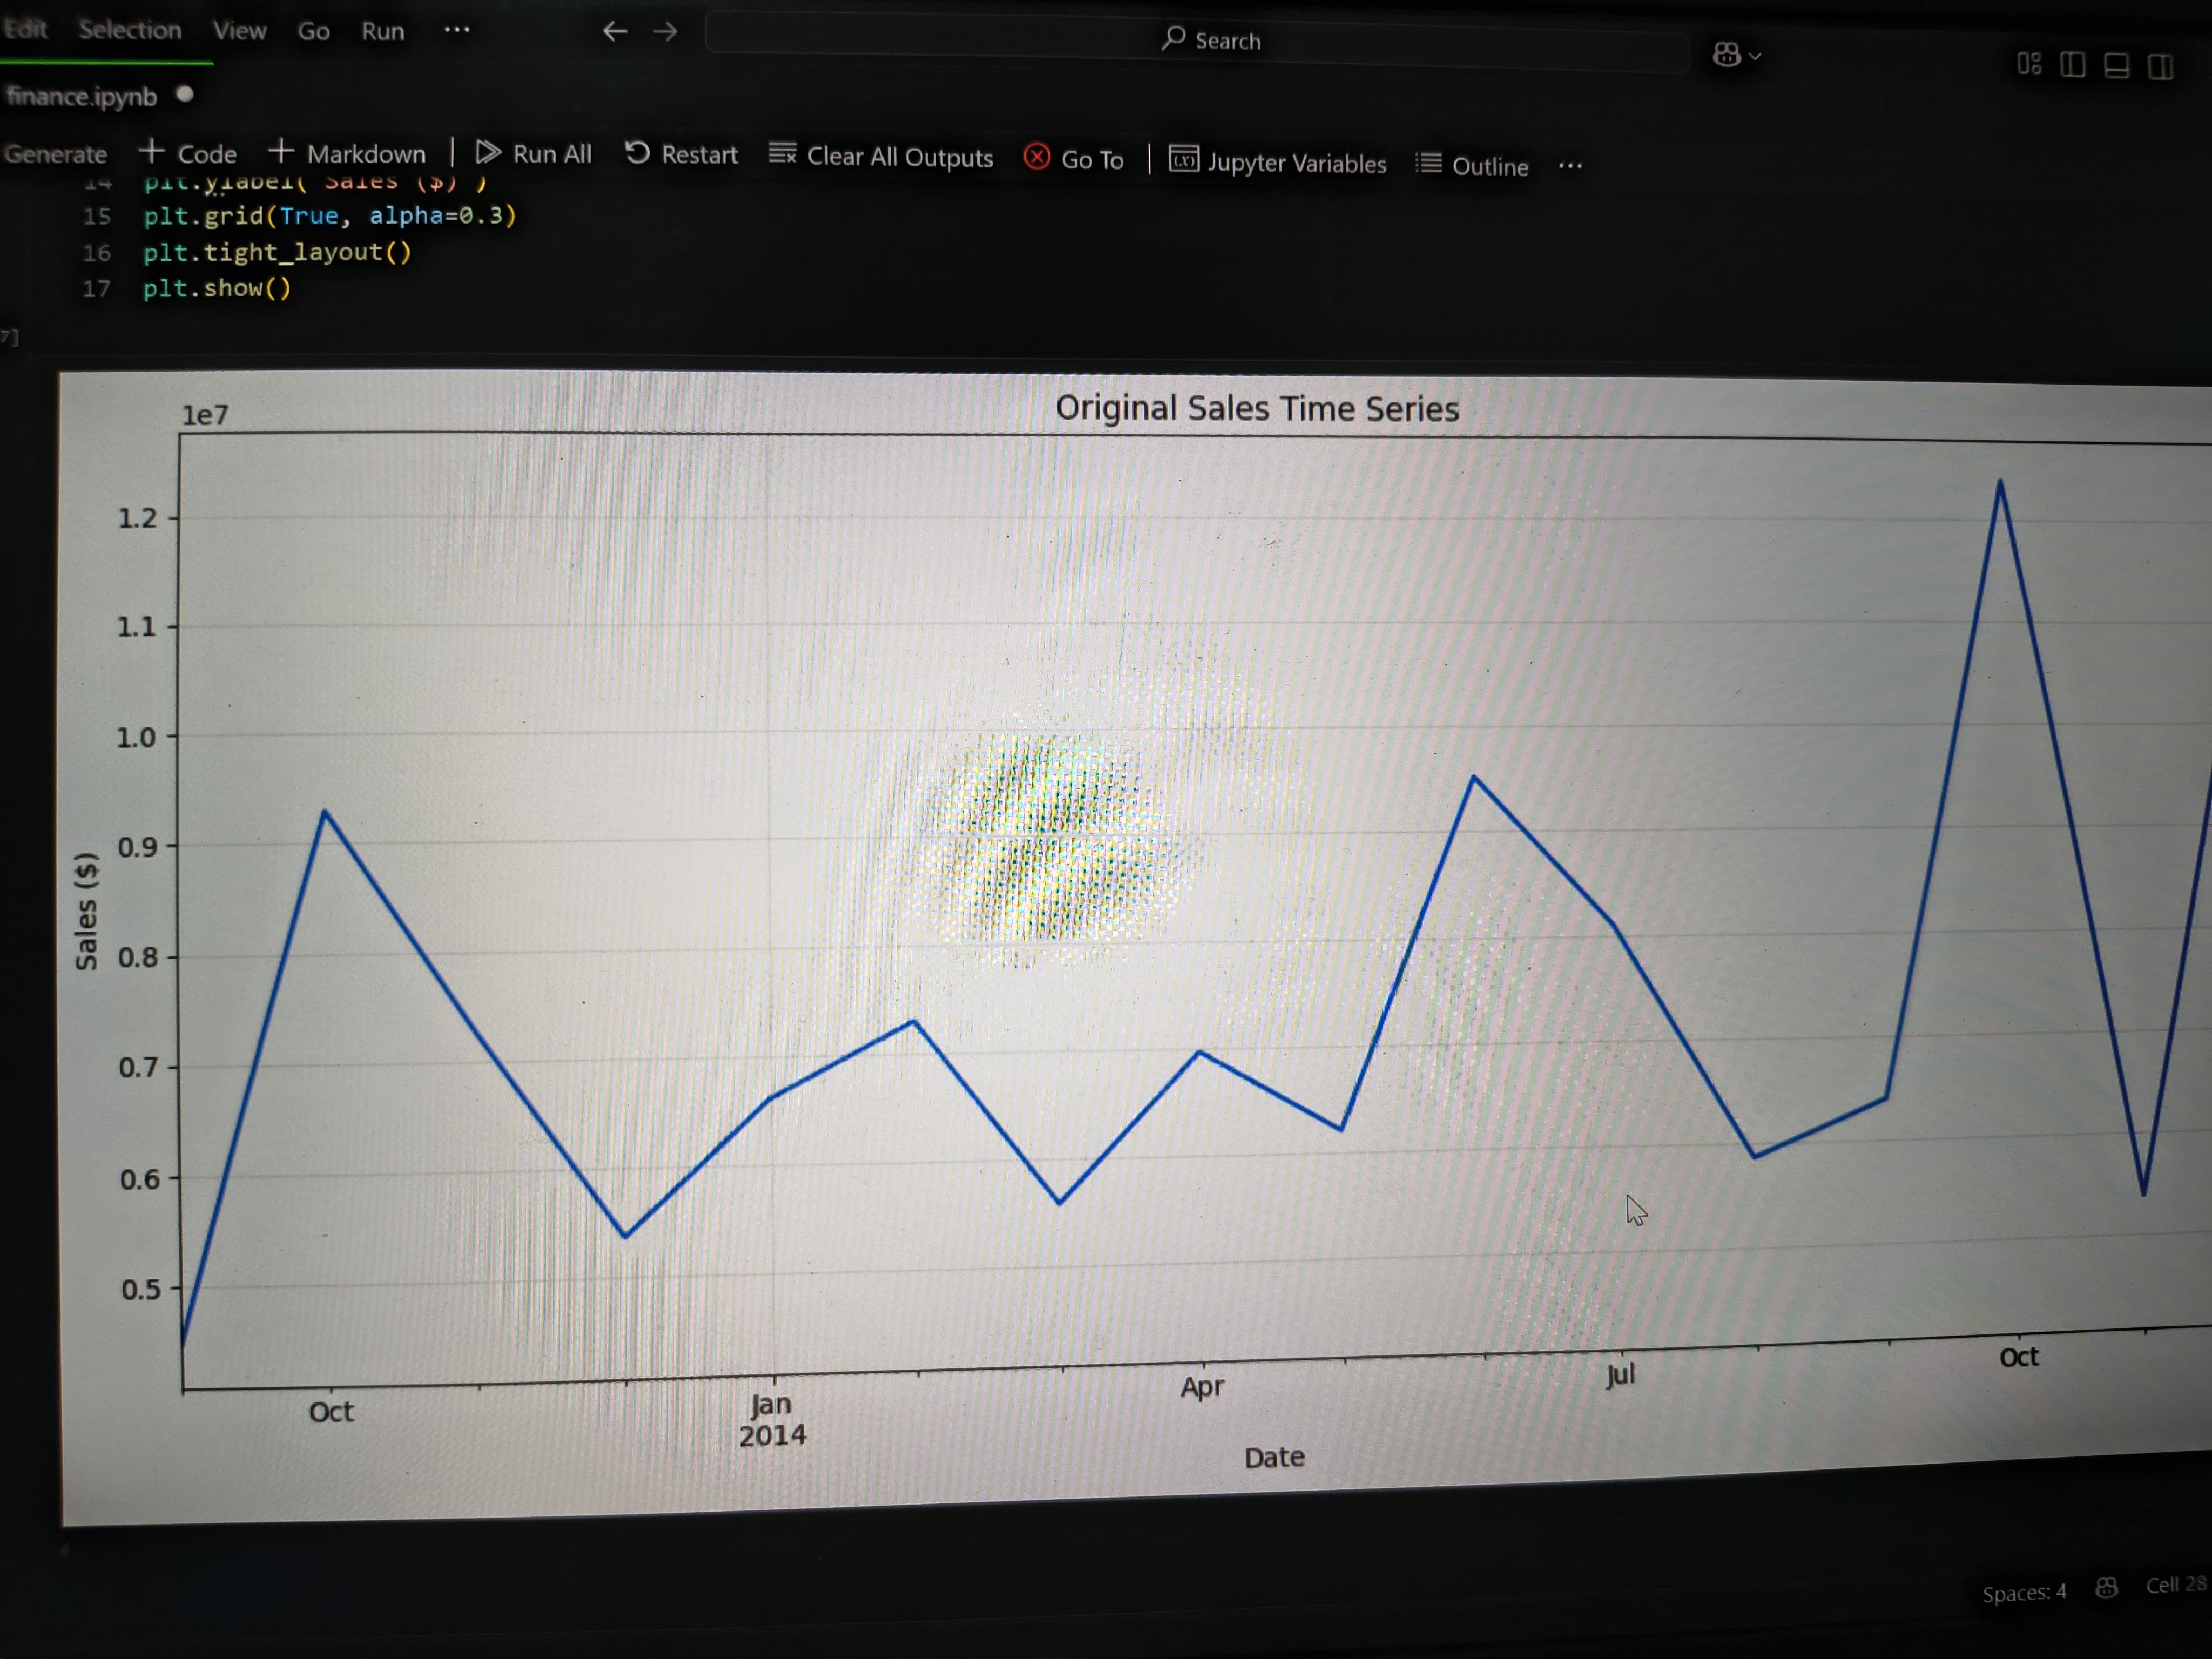 Edit Selection View Go Run ···
Search
finance.ipynb
Generate + Code + Markdown | Run All Restart Clear All Outputs Go To | Jupyter Variables Outline ···
14 plt.ylabel('Sales ($)')
15 plt.grid(True, alpha=0.3)
16 plt.tight_layout()
17 plt.show()
7]
Original Sales Time Series
1e7
1.2
1.1
1.0
0.9
0.8
0.7
0.6
0.5
Sales ($)
Oct Jan Apr Jul Oct
2014
Date
Spaces: 4 Cell 28